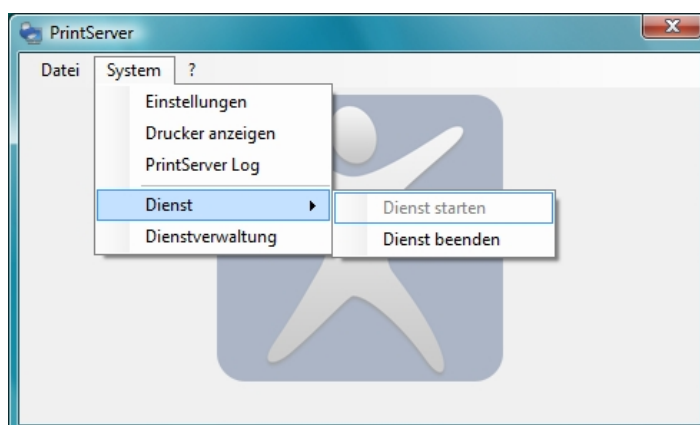 PrintServer
Datei System ?
Einstellungen
Drucker anzeigen
PrintServer Log
Dienst
Dienst starten
Dienstverwaltung
Dienst beenden